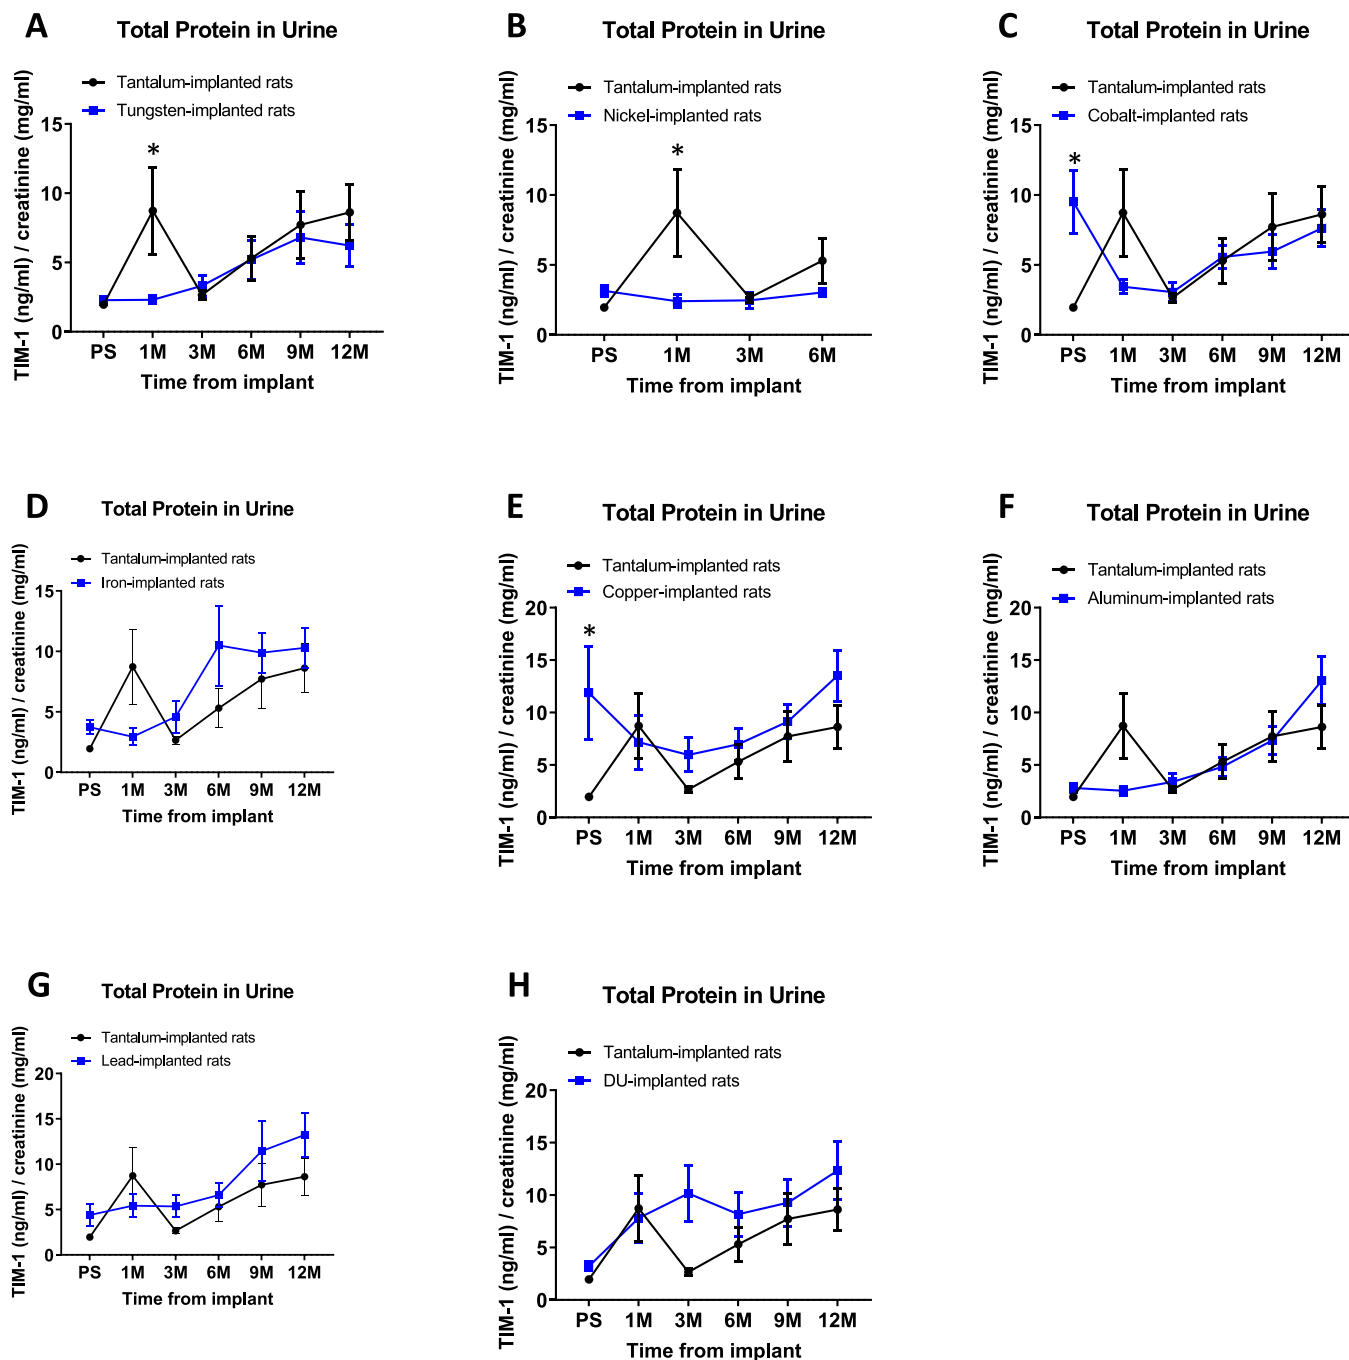 A
Total Protein in Urine
Tantalum-implanted rats
Tungsten-implanted rats
TIM-1 (ng/ml) / creatinine (mg/ml)
15
10
5
0
*
PS 1M 3M 6M 9M 12M
Time from implant
B
Total Protein in Urine
Tantalum-implanted rats
Nickel-implanted rats
TIM-1 (ng/ml) / creatinine (mg/ml)
15
10
5
0
*
PS 1M 3M 6M
Time from implant
C
Total Protein in Urine
Tantalum-implanted rats
Cobalt-implanted rats
TIM-1 (ng/ml) / creatinine (mg/ml)
15
10
5
0
*
PS 1M 3M 6M 9M 12M
Time from implant
D
Total Protein in Urine
Tantalum-implanted rats
Iron-implanted rats
TIM-1 (ng/ml) / creatinine (mg/ml)
15
10
5
0
PS 1M 3M 6M 9M 12M
Time from implant
E
Total Protein in Urine
Tantalum-implanted rats
Copper-implanted rats
TIM-1 (ng/ml) / creatinine (mg/ml)
20
15
10
5
0
*
PS 1M 3M 6M 9M 12M
Time from implant
F
Total Protein in Urine
Tantalum-implanted rats
Aluminum-implanted rats
TIM-1 (ng/ml) / creatinine (mg/ml)
20
15
10
5
0
PS 1M 3M 6M 9M 12M
Time from implant
G
Total Protein in Urine
Tantalum-implanted rats
Lead-implanted rats
TIM-1 (ng/ml) / creatinine (mg/ml)
20
15
10
5
0
PS 1M 3M 6M 9M 12M
Time from implant
H
Total Protein in Urine
Tantalum-implanted rats
DU-implanted rats
TIM-1 (ng/ml) / creatinine (mg/ml)
20
15
10
5
0
PS 1M 3M 6M 9M 12M
Time from implant